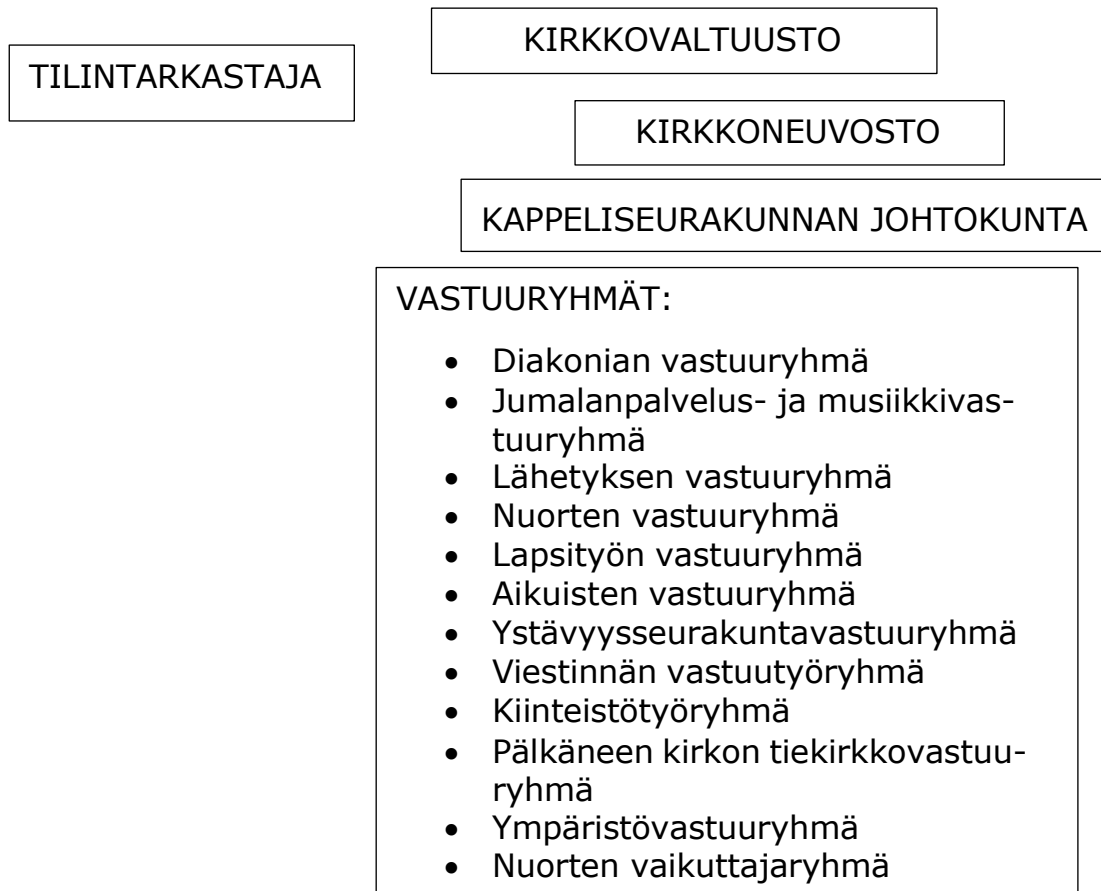 KIRKKOVALTUUSTO
TILINTARKASTAJA
KIRKKONEUVOSTO
KAPPELISEURAKUNNAN JOHTOKUNTA
VASTUURYHMÄT:
• Diakonian vastuuryhmä
• Jumalanpalvelus- ja musiikkivas-
tuuryhmä
• Lähetyksen vastuuryhmä
• Nuorten vastuuryhmä
• Lapsityön vastuuryhmä
• Aikuisten vastuuryhmä
• Ystävyysseurakuntavastuuryhmä
• Viestinnän vastuutyöryhmä
• Kiinteistötyöryhmä
• Pälkäneen kirkon tiekirkkovastuu-
ryhmä
• Ympäristövastuuryhmä
• Nuorten vaikuttajaryhmä